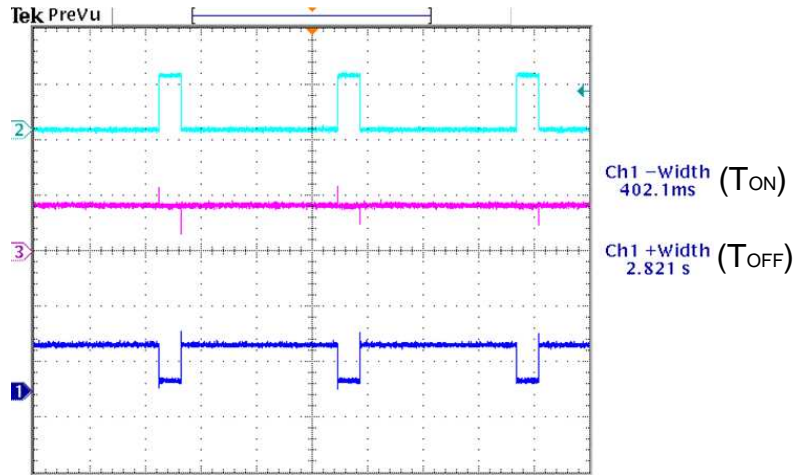 Tek PreVu
2
Ch1 −Width (TON)
402.1ms
3
Ch1 +Width (TOFF)
2.821 s
1